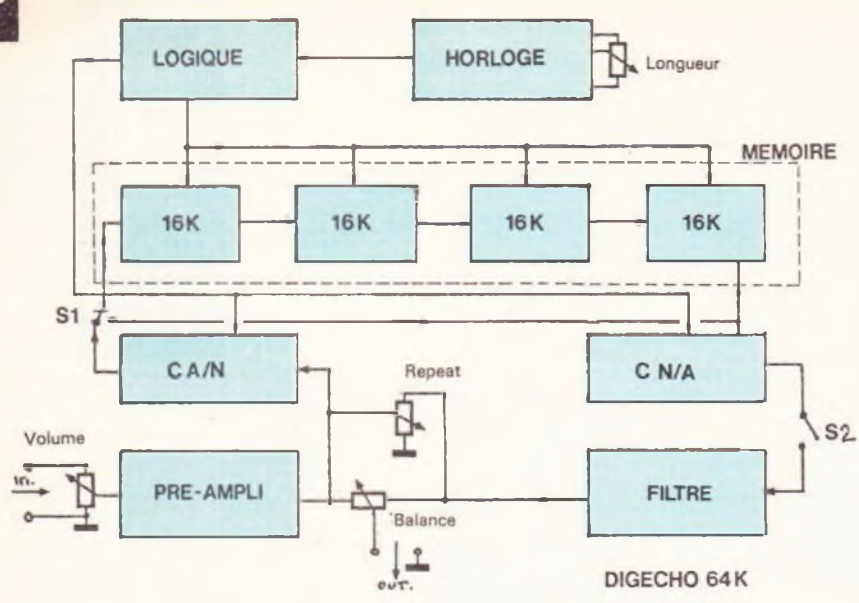 LOGIQUE
HORLOGE
Longueur
MEMOIRE
16K
16K
16K
16K
S1
C A/N
Repeat
C N/A
S2
Volume
in.
PRE-AMPLI
Balance
FILTRE
OUT.
DIGECHO 64K